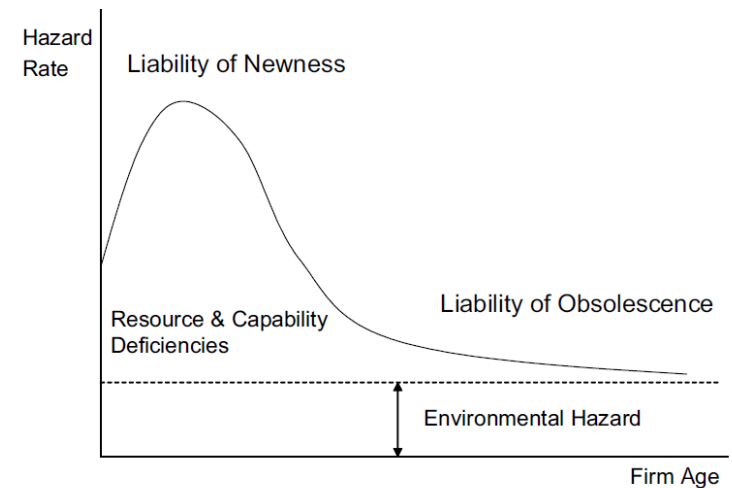 Hazard
Rate
Liability of Newness
Liability of Obsolescence
Resource & Capability
Deficiencies
Environmental Hazard
Firm Age